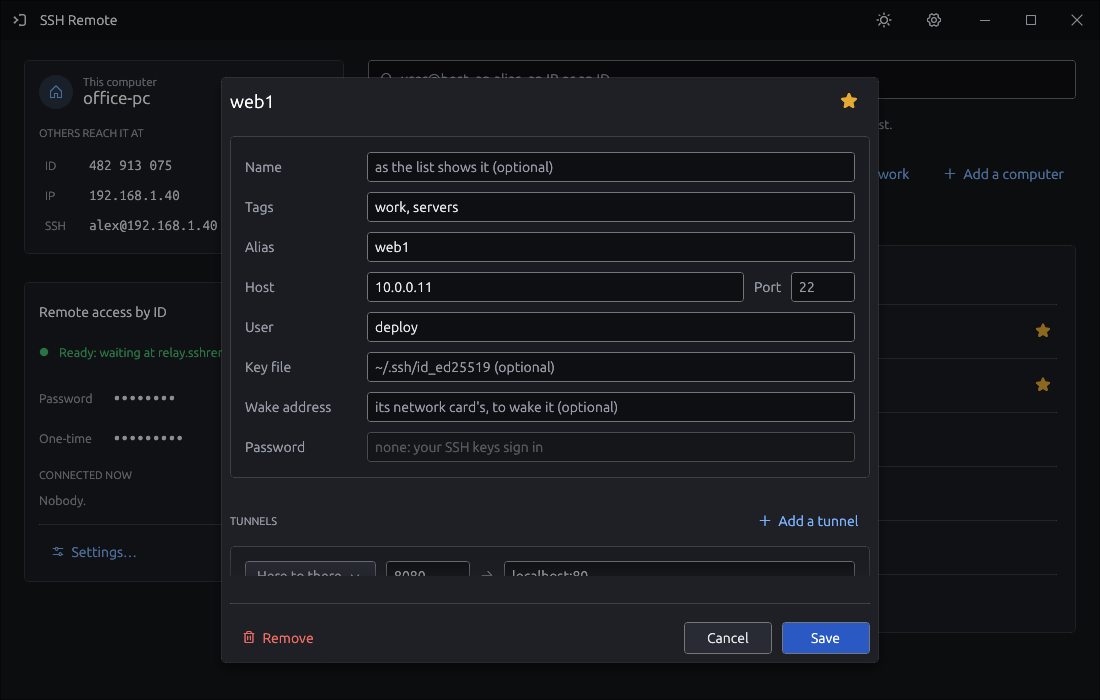 SSH Remote
This computer
office-pc
OTHERS REACH IT AT
ID 482 913 075
IP 192.168.1.40
SSH alex@192.168.1.40
Remote access by ID
Ready: waiting at relay.sshrer
Password ••••••••
One-time •••••••••
CONNECTED NOW
Nobody.
Settings…
st.
work
+ Add a computer
web1
Name as the list shows it (optional)
Tags work, servers
Alias web1
Host 10.0.0.11 Port 22
User deploy
Key file ~/.ssh/id_ed25519 (optional)
Wake address its network card's, to wake it (optional)
Password none: your SSH keys sign in
TUNNELS + Add a tunnel
Here to there 8080 → localhost:80
Remove Cancel Save